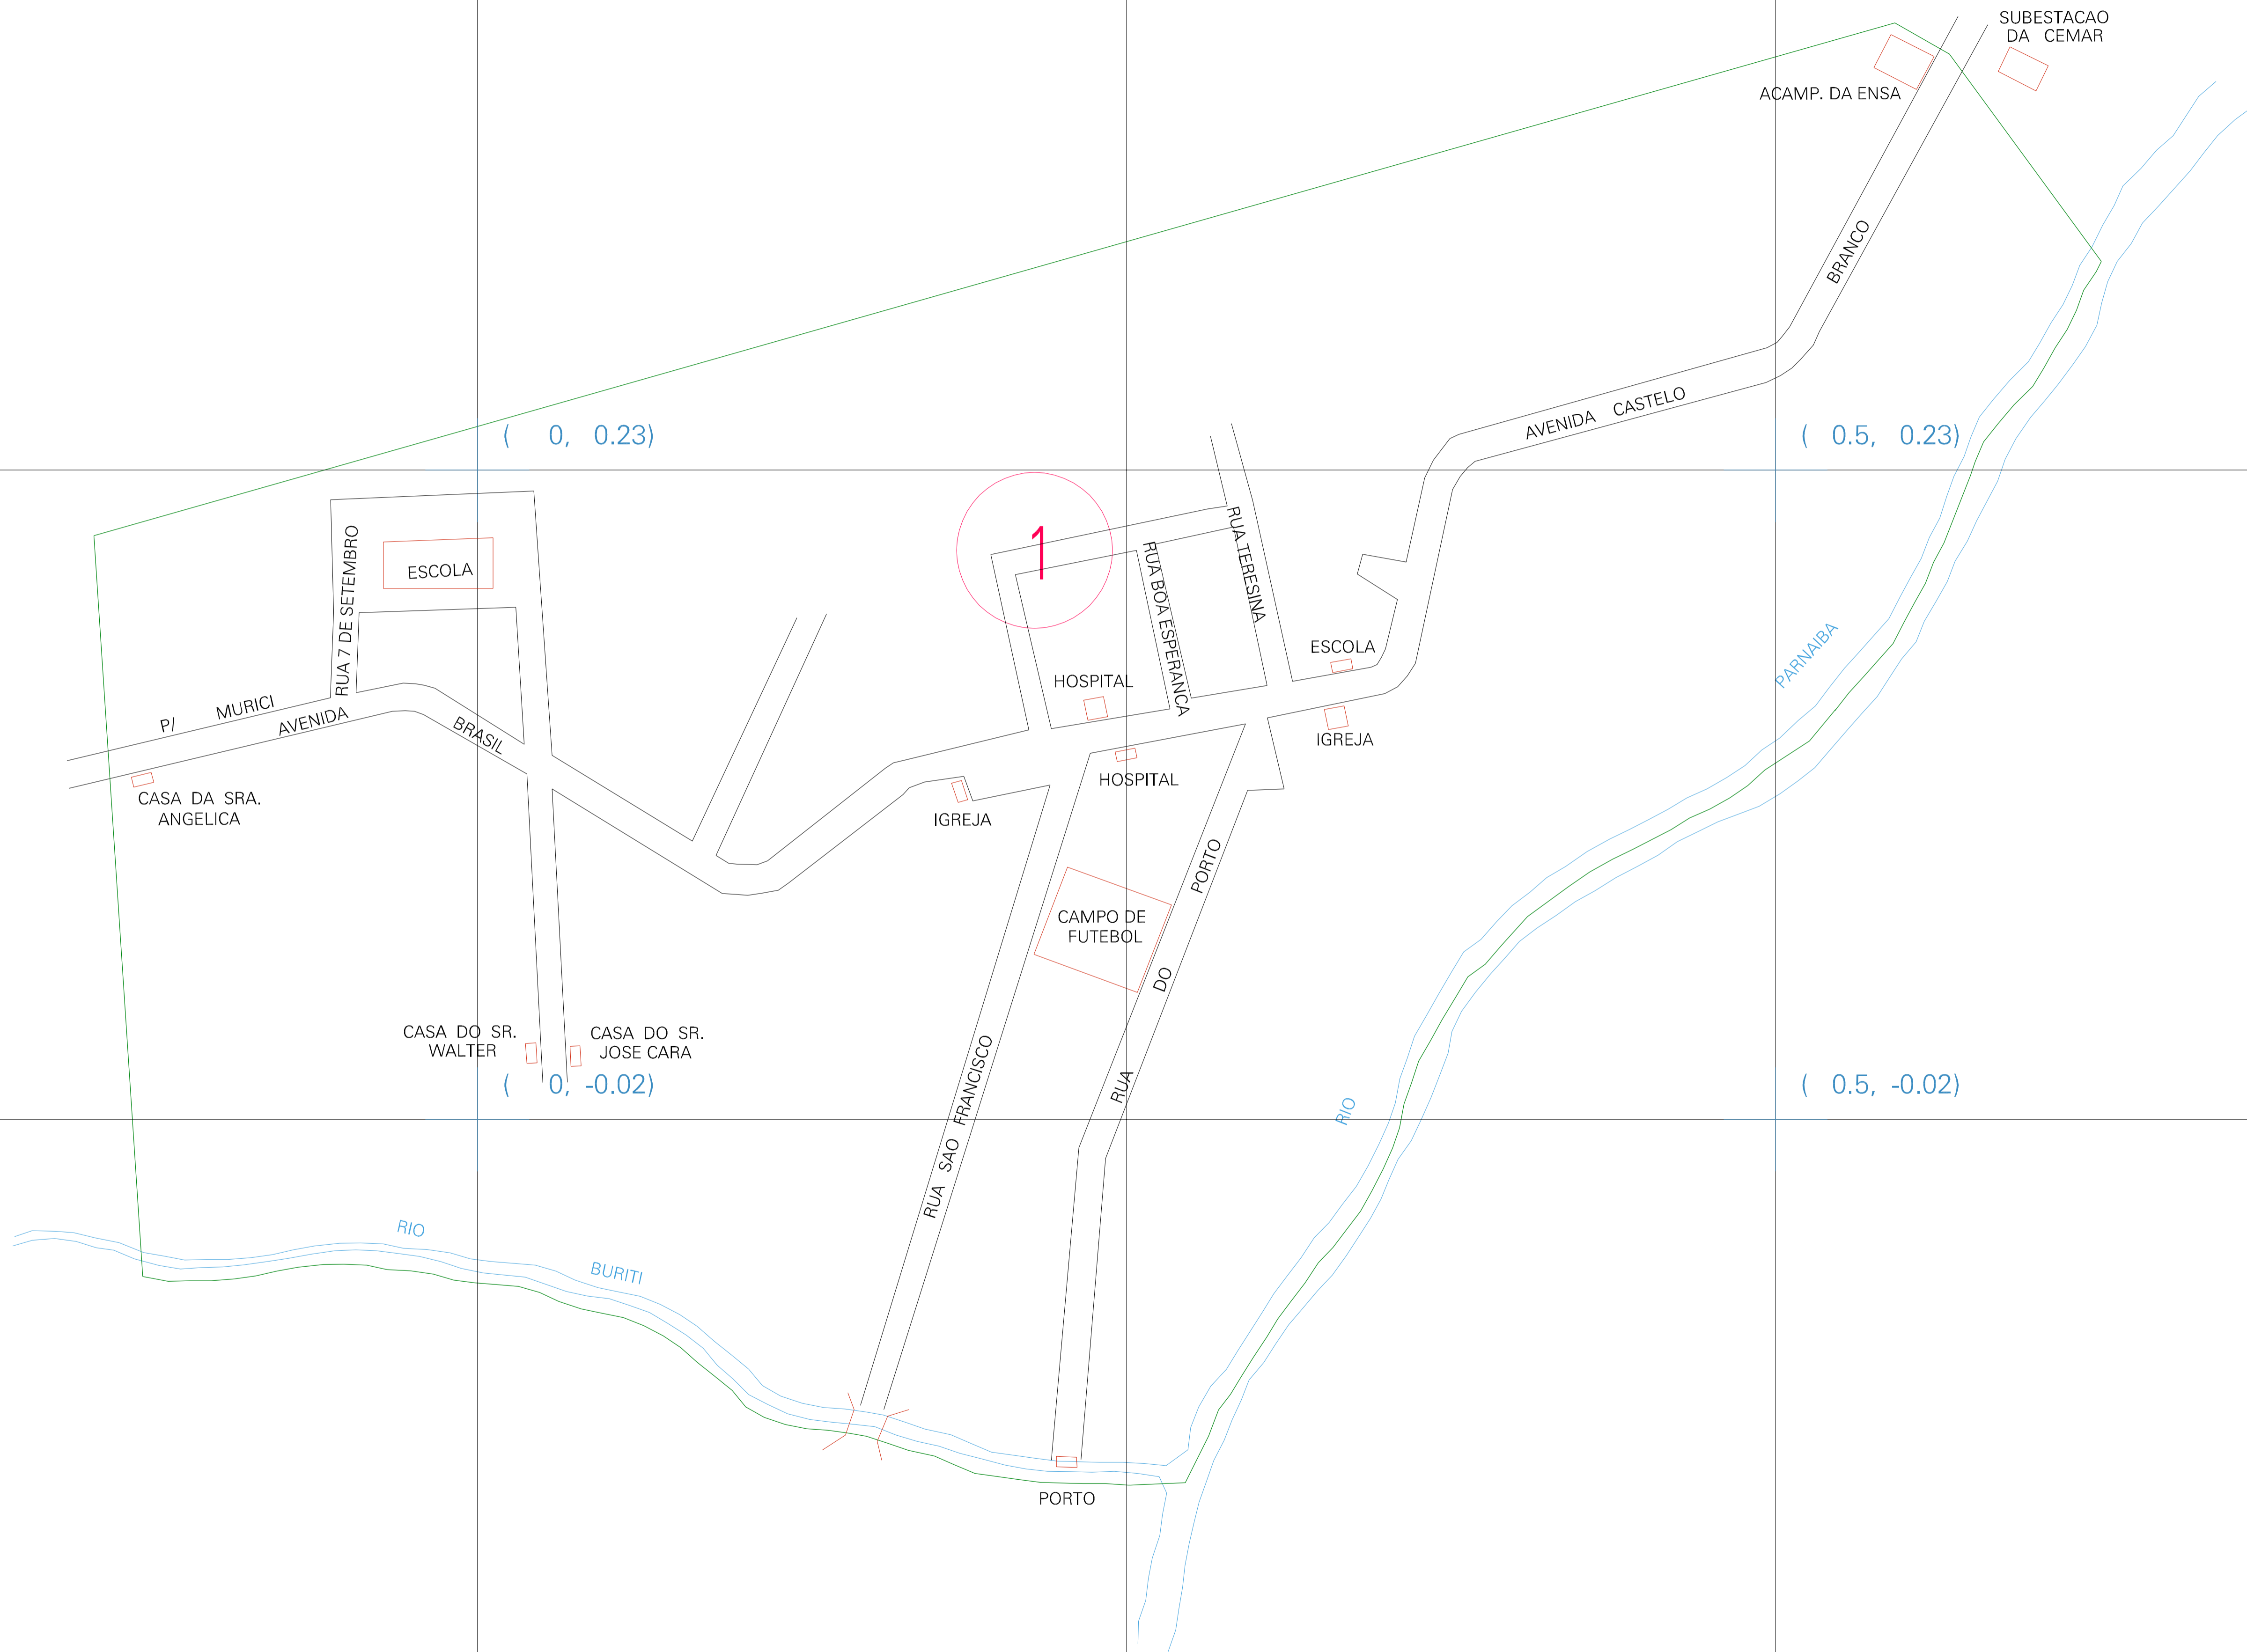 SUBESTACAO
DA CEMAR
ACAMP. DA ENSA
BRANCO
AVENIDA CASTELO
( 0, 0.23)
( 0.5, 0.23)
1
RUA 7 DE SETEMBRO
ESCOLA
RUA BOA ESPERANCA
RUA TERESINA
ESCOLA
HOSPITAL
PARNAIBA
P/ MURICI
AVENIDA
BRASIL
IGREJA
HOSPITAL
CASA DA SRA.
ANGELICA
IGREJA
PORTO
CAMPO DE
FUTEBOL
DO
CASA DO SR.
WALTER
CASA DO SR.
JOSE CARA
( 0, -0.02)
( 0.5, -0.02)
RUA
RIO
RUA SAO FRANCISCO
RIO
BURITI
PORTO